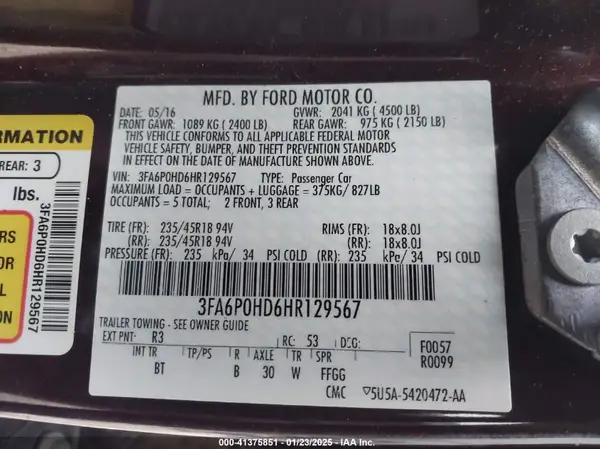 MFD. BY FORD MOTOR CO.
DATE: 05/16 GVWR: 2041 KG ( 4500 LB)
FRONT GAWR: 1089 KG ( 2400 LB) REAR GAWR: 975 KG ( 2150 LB)
THIS VEHICLE CONFORMS TO ALL APPLICABLE FEDERAL MOTOR
VEHICLE SAFETY, BUMPER, AND THEFT PREVENTION STANDARDS
IN EFFECT ON THE DATE OF MANUFACTURE SHOWN ABOVE.
VIN: 3FA6P0HD6HR129567 TYPE: Passenger Car
MAXIMUM LOAD = OCCUPANTS + LUGGAGE = 375KG/ 827LB
OCCUPANTS = 5 TOTAL; 2 FRONT, 3 REAR
TIRE (FR): 235/45R18 94V RIMS (FR): 18x8.0J
(RR): 235/45R18 94V (RR): 18x8.0J
PRESSURE (FR): 235 kPa/ 34 PSI COLD (RR): 235 kPa/ 34 PSI COLD
3FA6P0HD6HR129567
TRAILER TOWING - SEE OWNER GUIDE
EXT PNT: R3 RC: 53 DSO: F0057
R0099
INT TR TP/PS R AXLE TR SPR
BT B 30 W FFGG
CMC ▽5U5A-5420472-AA
ORMATION
REAR: 3
lbs.
RS
OR
L
3FA6P0HD6HR129567
000-41375851 - 01/23/2025 - IAA Inc.